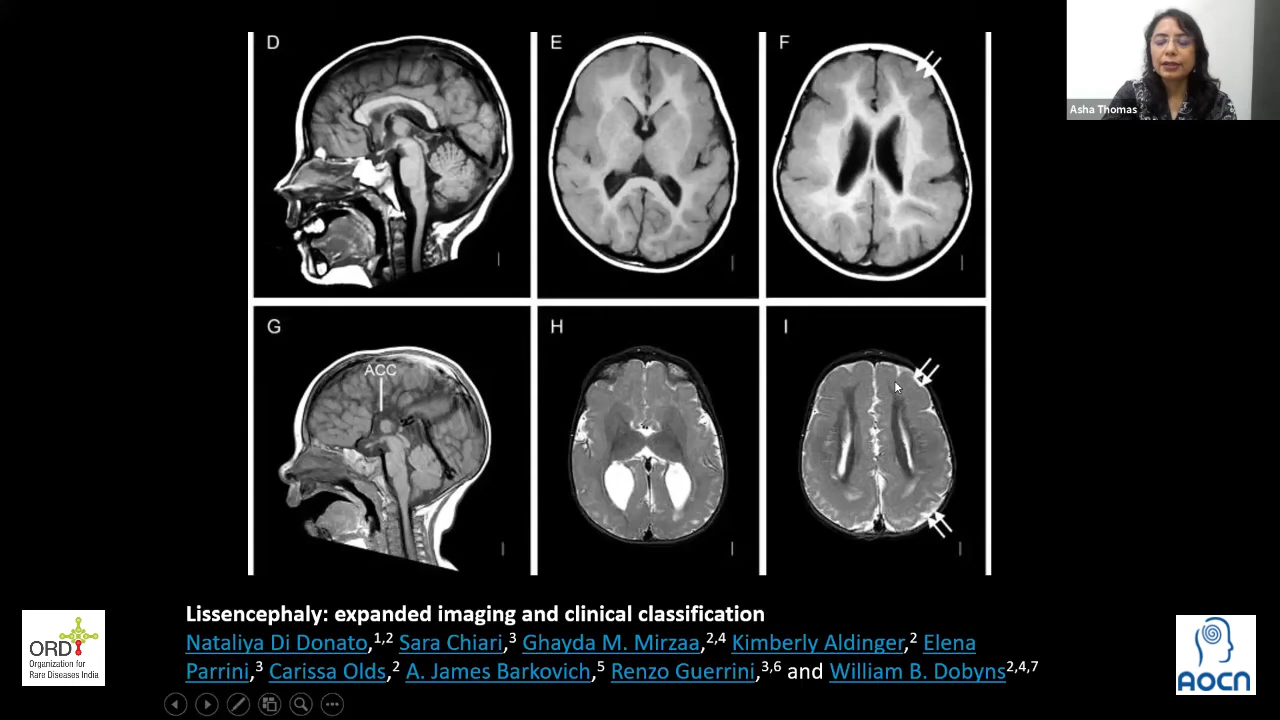 D
E
F
Asha Thomas
G
ACC
H
I
Lissencephaly: expanded imaging and clinical classification
Nataliya Di Donato,1,2 Sara Chiari,3 Ghayda M. Mirzaa,2,4 Kimberly Aldinger,2 Elena
Parrini,3 Carissa Olds,2 A. James Barkovich,5 Renzo Guerrini,3,6 and William B. Dobyns2,4,7
ORDI
Organization for
Rare Diseases India
AOCN